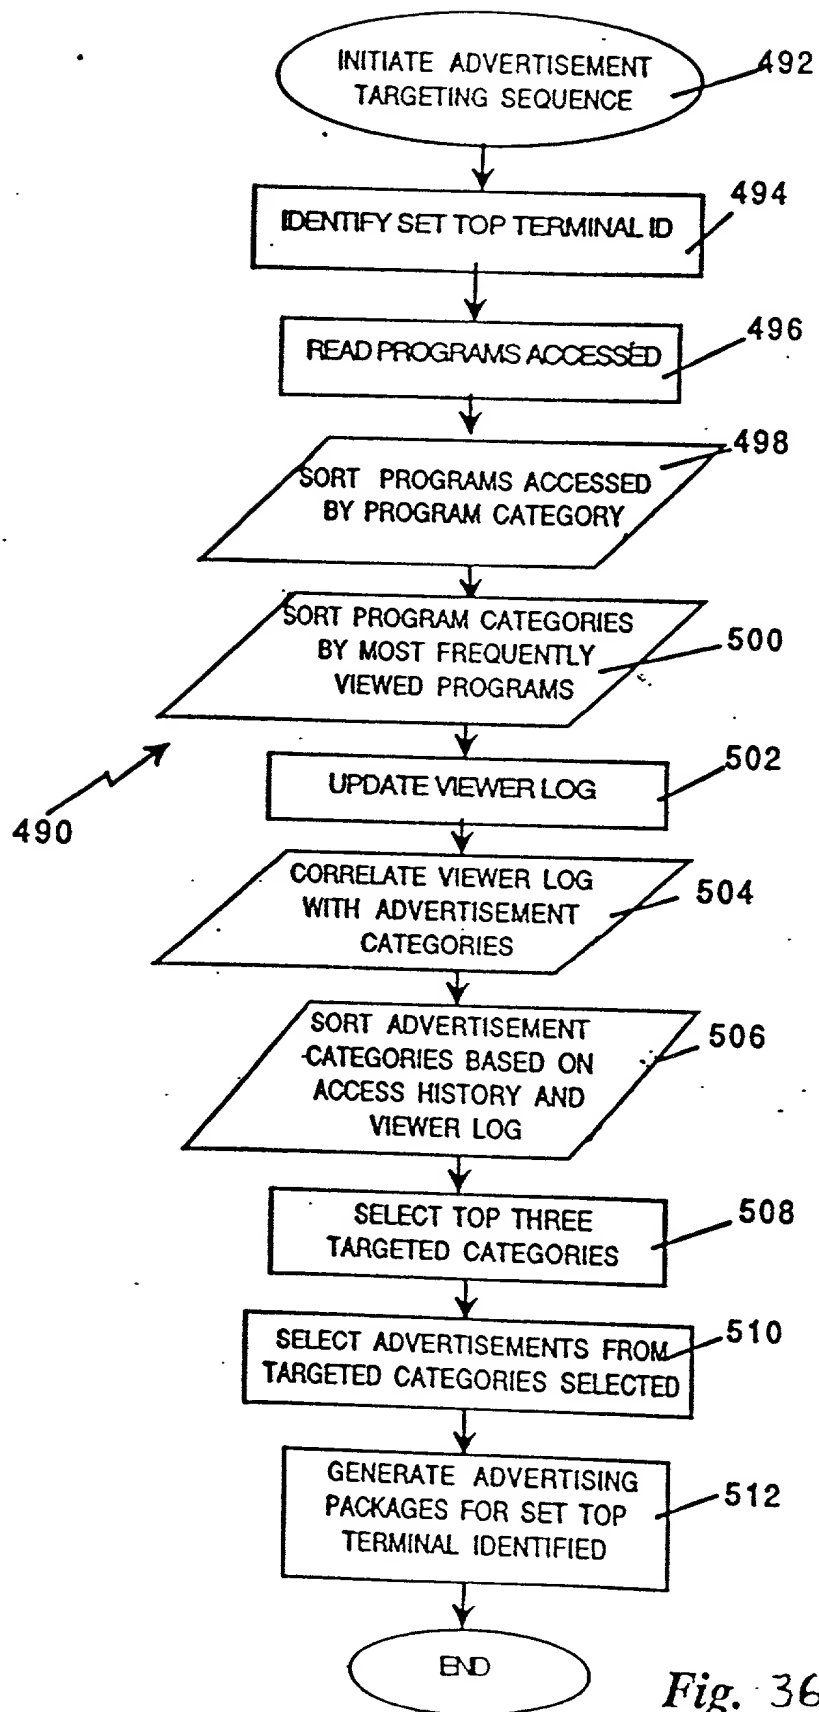 INITIATE ADVERTISEMENT
TARGETING SEQUENCE
492
IDENTIFY SET TOP TERMINAL ID
494
READ PROGRAMS ACCESSED
496
SORT PROGRAMS ACCESSED
BY PROGRAM CATEGORY
498
SORT PROGRAM CATEGORIES
BY MOST FREQUENTLY
VIEWED PROGRAMS
500
UPDATE VIEWER LOG
502
490
CORRELATE VIEWER LOG
WITH ADVERTISEMENT
CATEGORIES
504
SORT ADVERTISEMENT
CATEGORIES BASED ON
ACCESS HISTORY AND
VIEWER LOG
506
SELECT TOP THREE
TARGETED CATEGORIES
508
SELECT ADVERTISEMENTS FROM
TARGETED CATEGORIES SELECTED
510
GENERATE ADVERTISING
PACKAGES FOR SET TOP
TERMINAL IDENTIFIED
512
END
Fig. 36